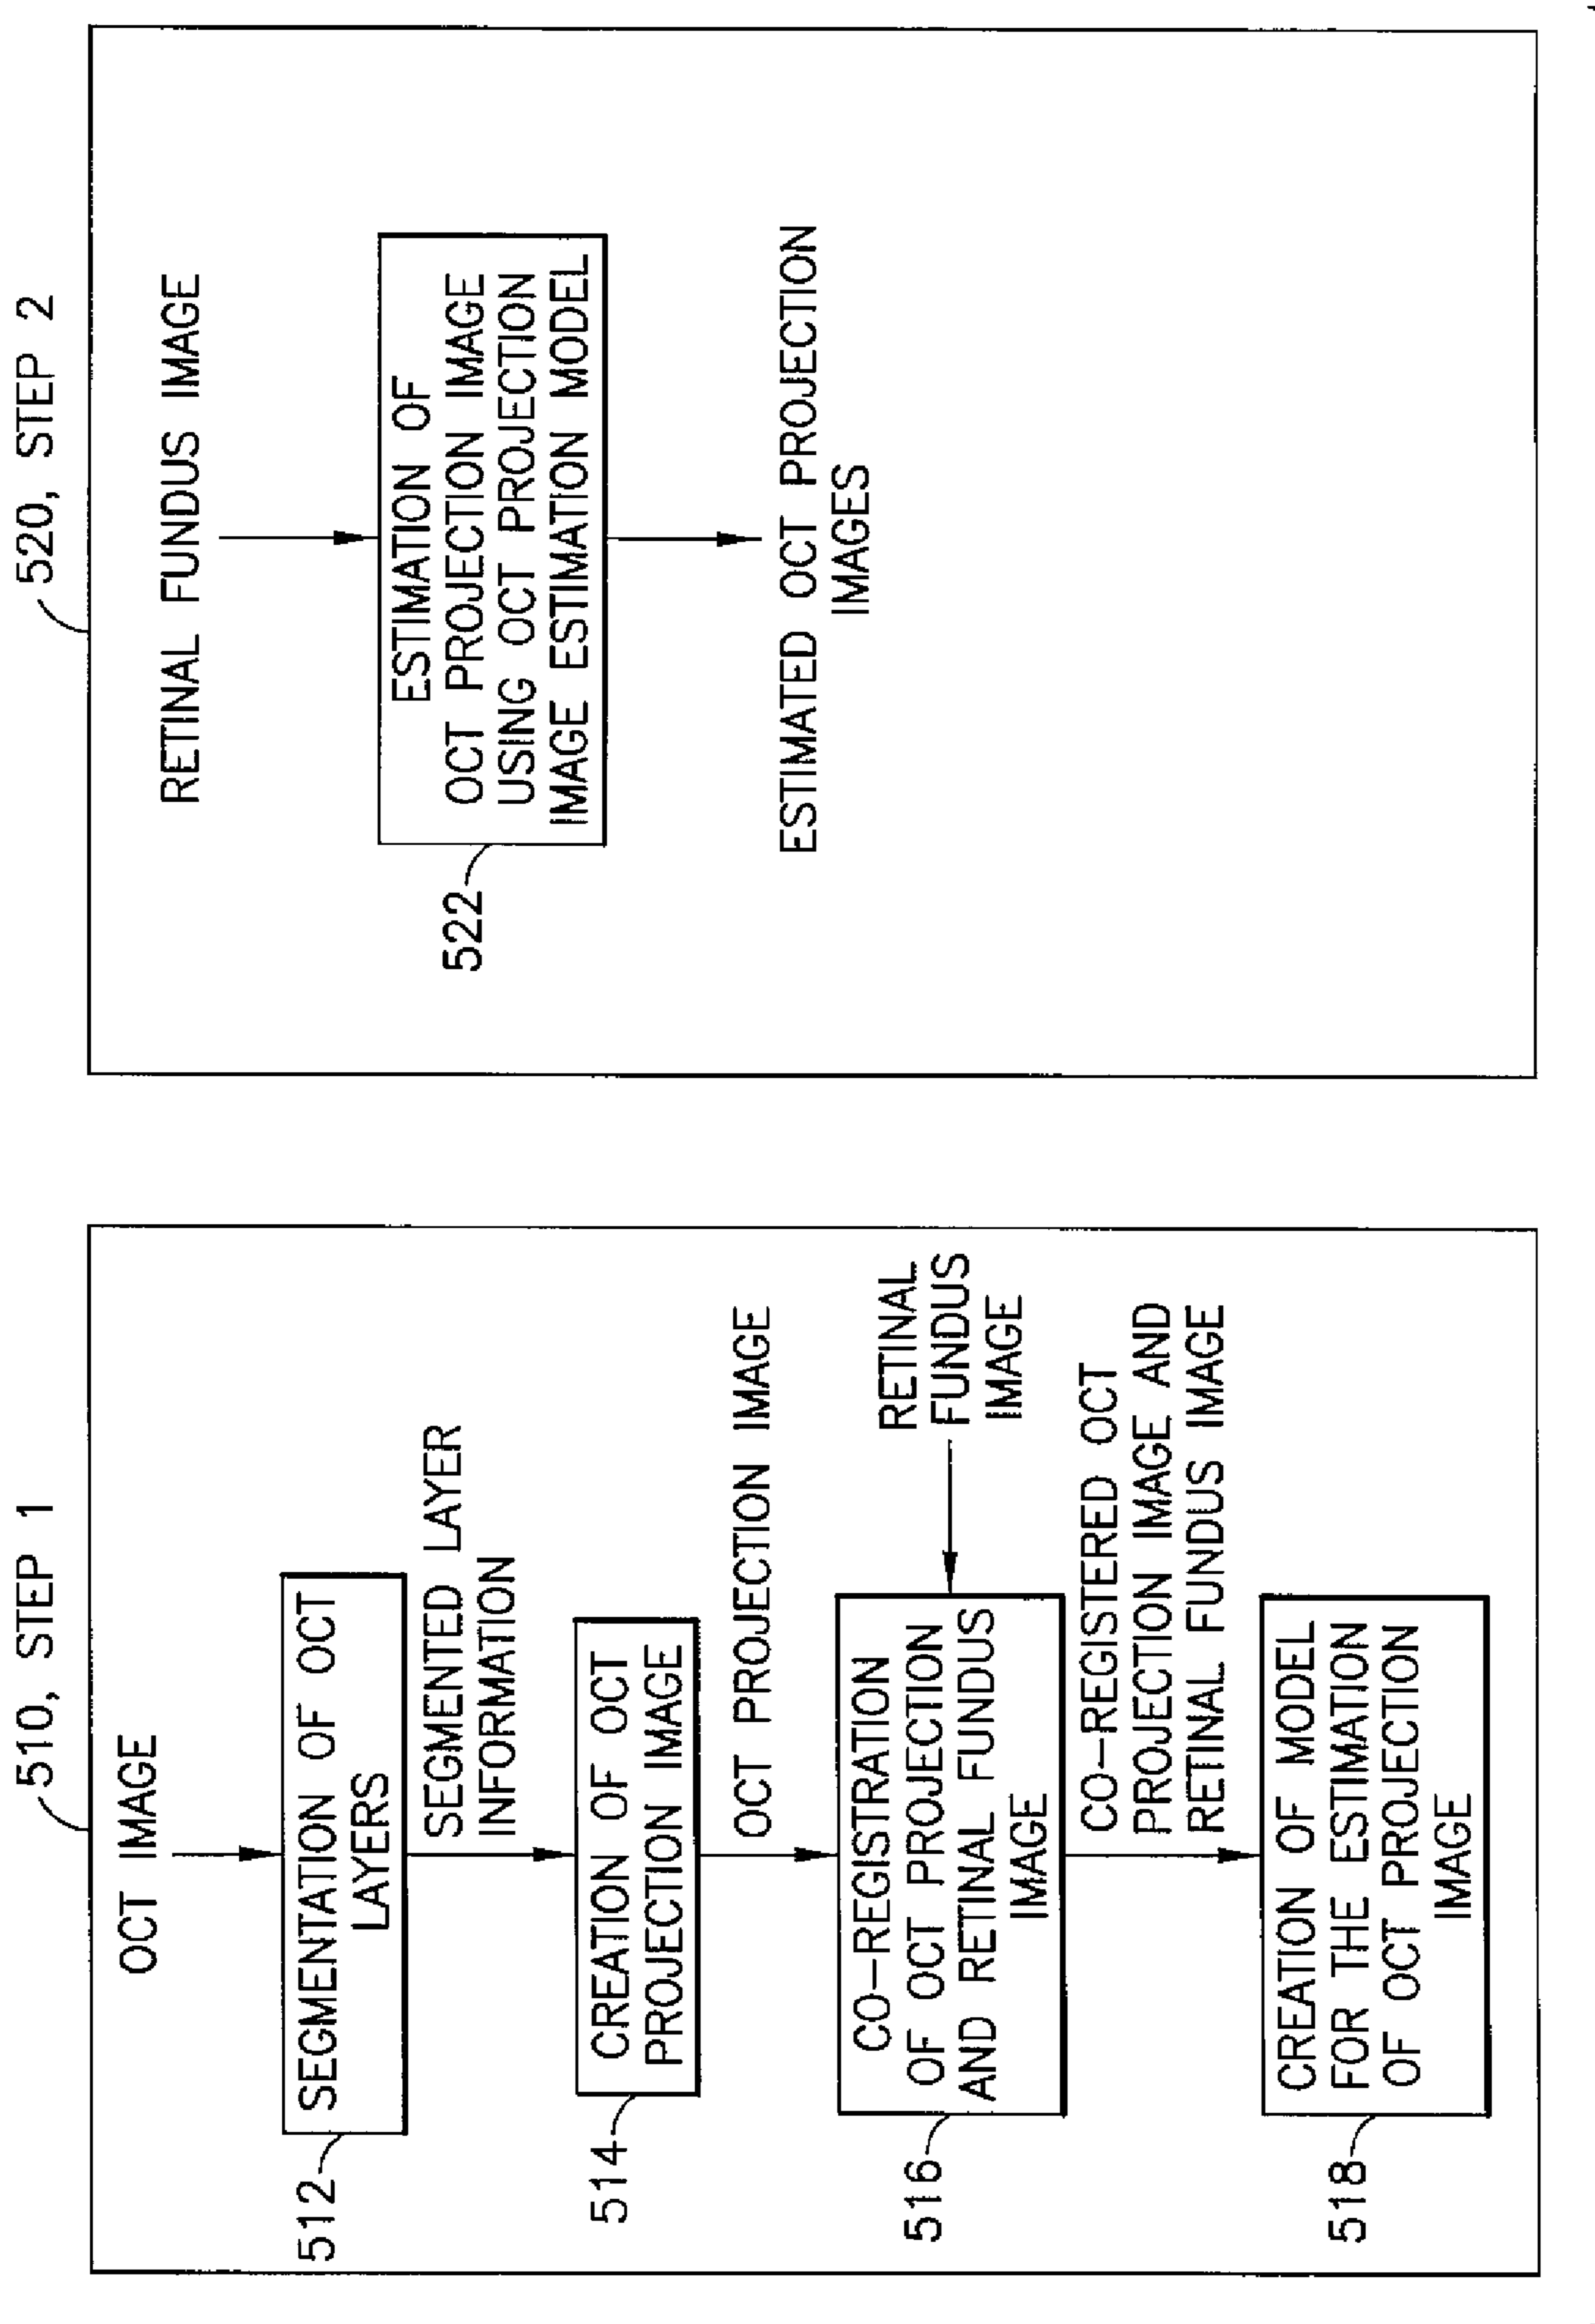 510, STEP 1
OCT IMAGE
SEGMENTATION OF OCT
LAYERS
512
SEGMENTED LAYER
INFORMATION
CREATION OF OCT
PROJECTION IMAGE
514
OCT PROJECTION IMAGE
CO-REGISTRATION
OF OCT PROJECTION
AND RETINAL FUNDUS
IMAGE
516
RETINAL
FUNDUS
IMAGE
CO-REGISTERED OCT
PROJECTION IMAGE AND
RETINAL FUNDUS IMAGE
CREATION OF MODEL
FOR THE ESTIMATION
OF OCT PROJECTION
IMAGE
518
520, STEP 2
RETINAL FUNDUS IMAGE
ESTIMATION OF
OCT PROJECTION IMAGE
USING OCT PROJECTION
IMAGE ESTIMATION MODEL
522
ESTIMATED OCT PROJECTION
IMAGES